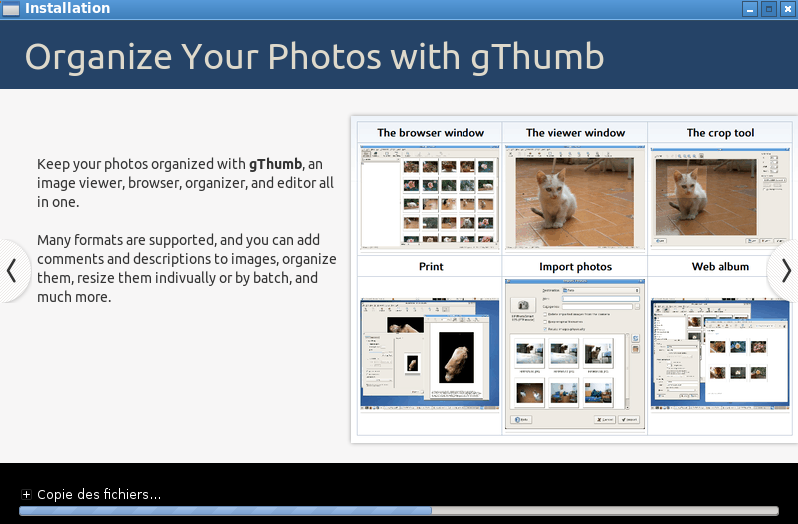 Installation
Organize Your Photos with gThumb
Keep your photos organized with gThumb, an
image viewer, browser, organizer, and editor all
in one.
Many formats are supported, and you can add
comments and descriptions to images, organize
them, resize them indivually or by batch, and
much more.
The browser window
The viewer window
The crop tool
Print
Import photos
Web album
Copie des fichiers...